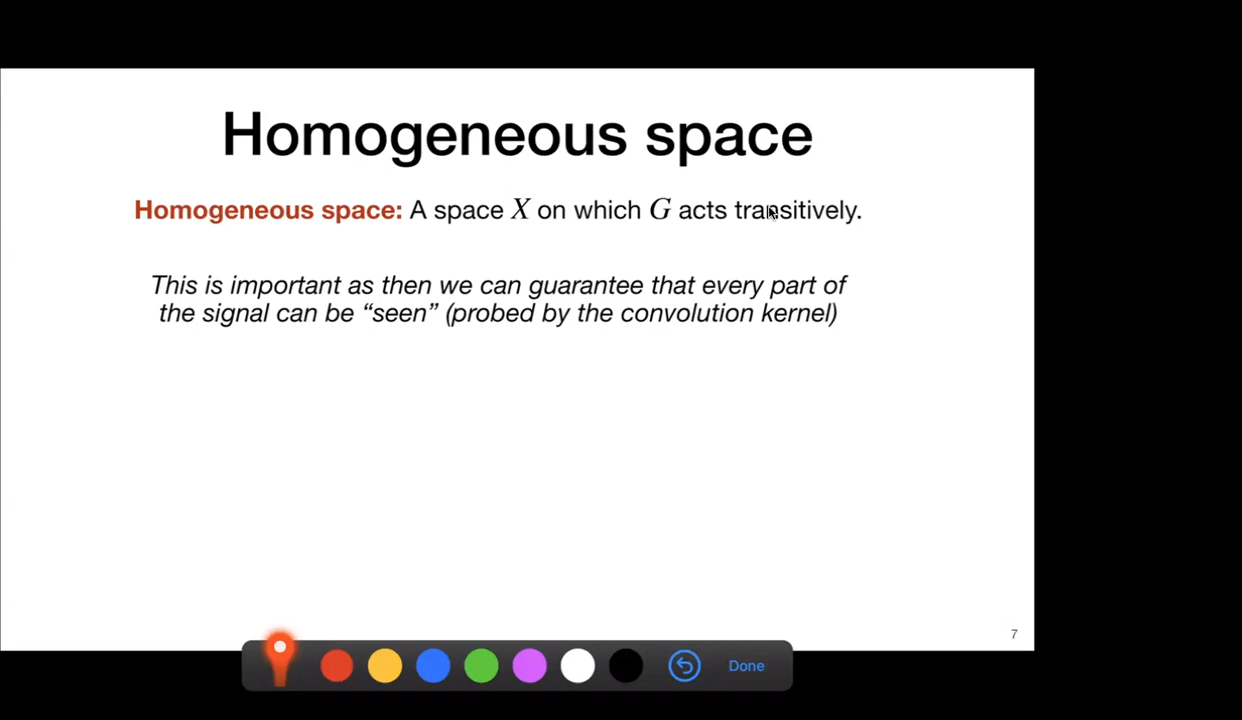 Homogeneous space
Homogeneous space: A space X on which G acts transitively.
This is important as then we can guarantee that every part of
the signal can be “seen” (probed by the convolution kernel)
7
Done